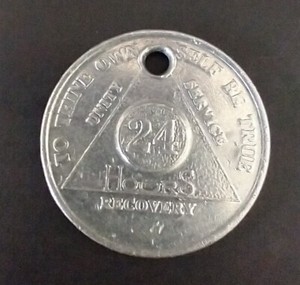 TO THINE OWN SELF BE TRUE
UNITY
SERVICE
24
HOURS
RECOVERY